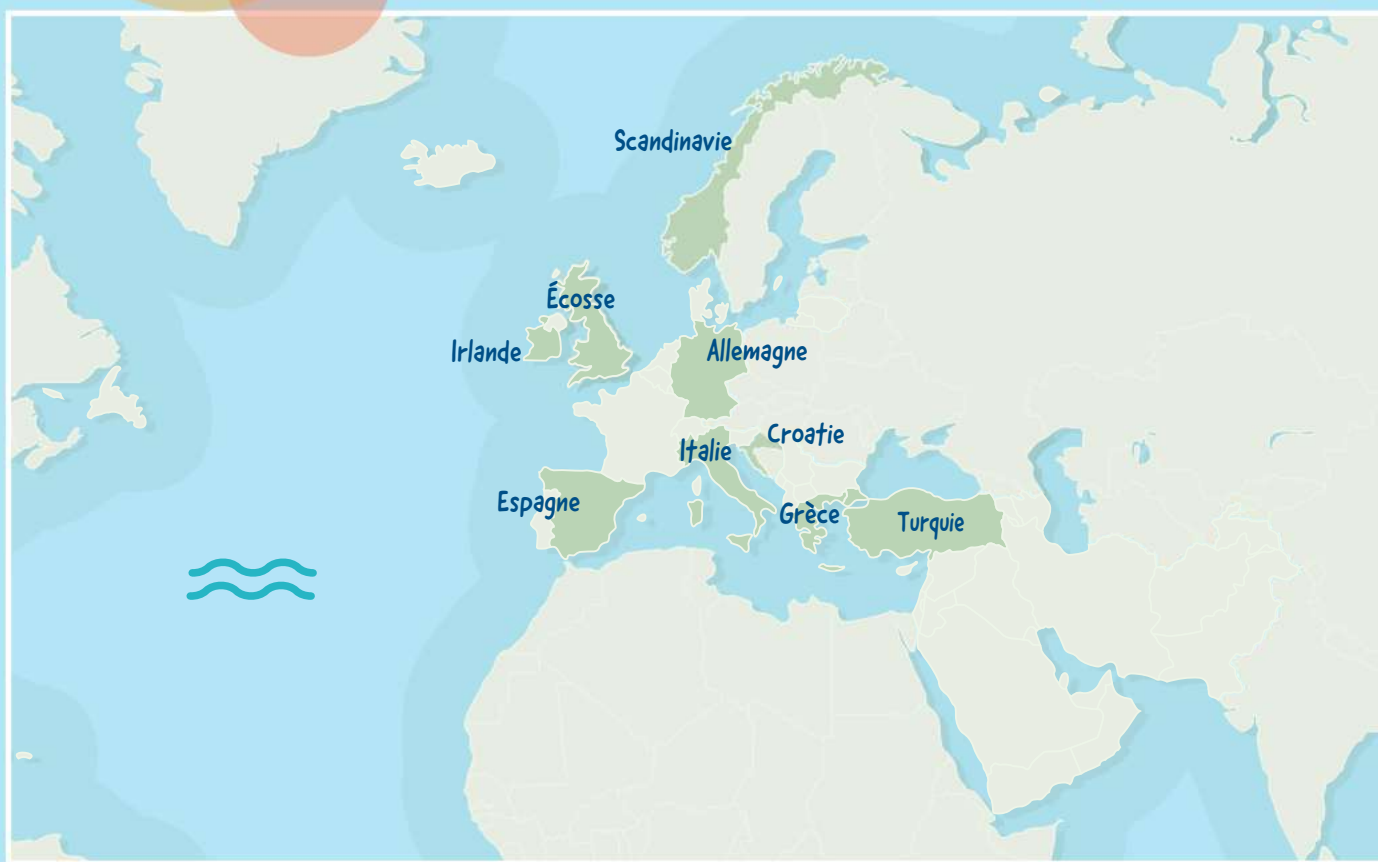 Scandinavie
Écosse
Irlande
Allemagne
Croatie
Italie
Espagne
Grèce
Turquie